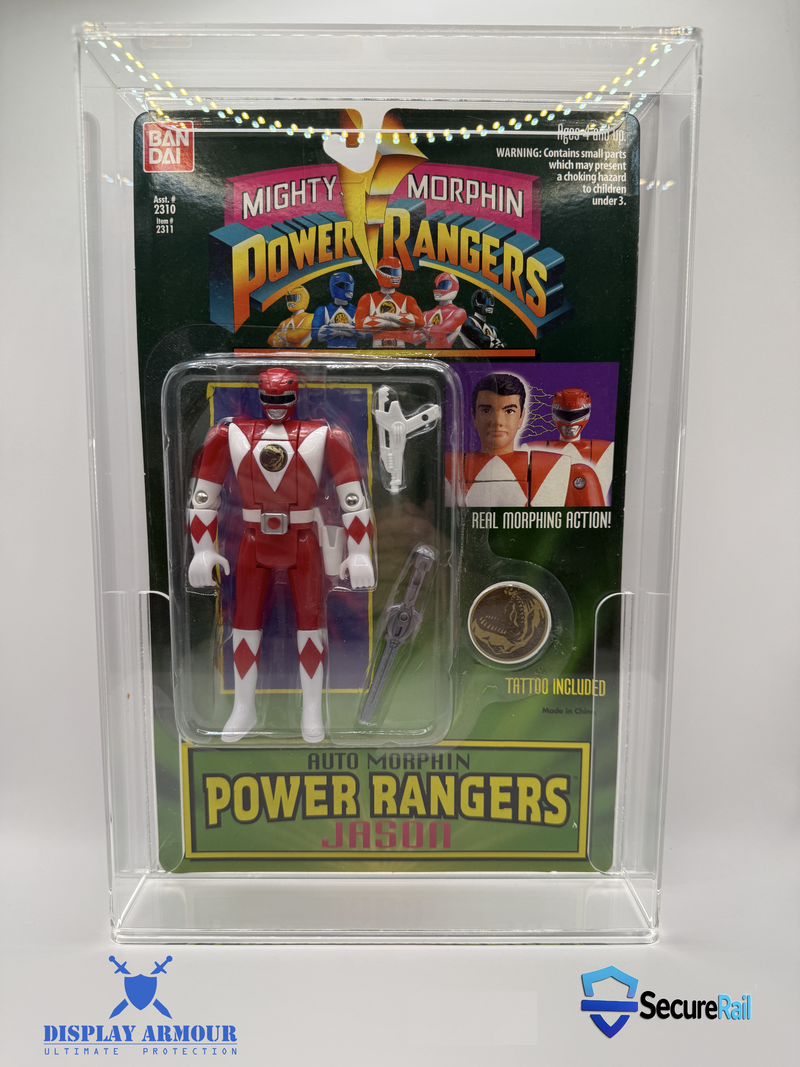 BAN
DAI
Asst. #
2310
Item #
2311
Ages 4 and up.
WARNING: Contains small parts
which may present
a choking hazard
to children
under 3.
MIGHTY MORPHIN
POWER RANGERS
REAL MORPHING ACTION!
TATTOO INCLUDED
Made in China
AUTO MORPHIN
POWER RANGERS
JASON
DISPLAY ARMOUR
ULTIMATE PROTECTION
SecureRail